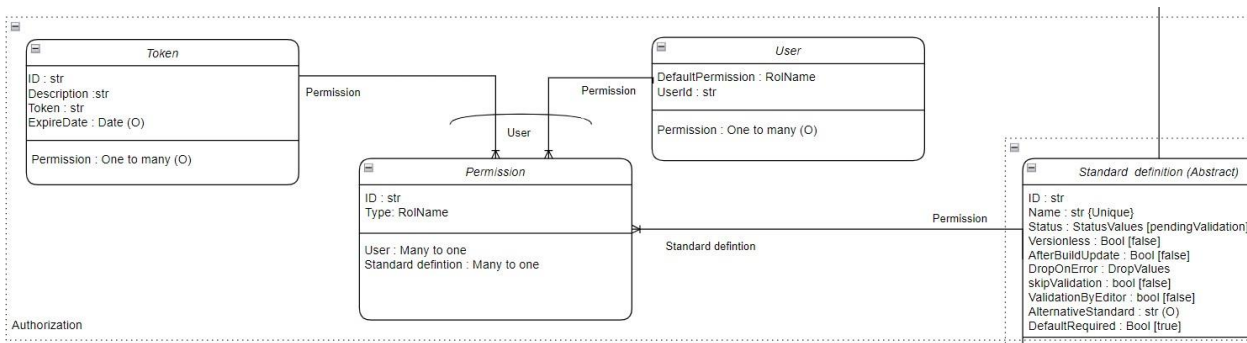 Token
ID : str
Description :str
Token : str
ExpireDate : Date (O)
Permission : One to many (O)
Permission
User
Permission
User
DefaultPermission : RolName
UserId : str
Permission : One to many (O)
Permission
ID : str
Type: RolName
User : Many to one
Standard defintion : Many to one
Standard defintion
Permission
Standard definition (Abstract)
ID : str
Name : str {Unique}
Status : StatusValues [pendingValidation]
Versionless : Bool [false]
AfterBuildUpdate : Bool [false]
DropOnError : DropValues
skipValidation : bool [false]
ValidationByEditor : bool [false]
AlternativeStandard : str (O)
DefaultRequired : Bool [true]
Authorization